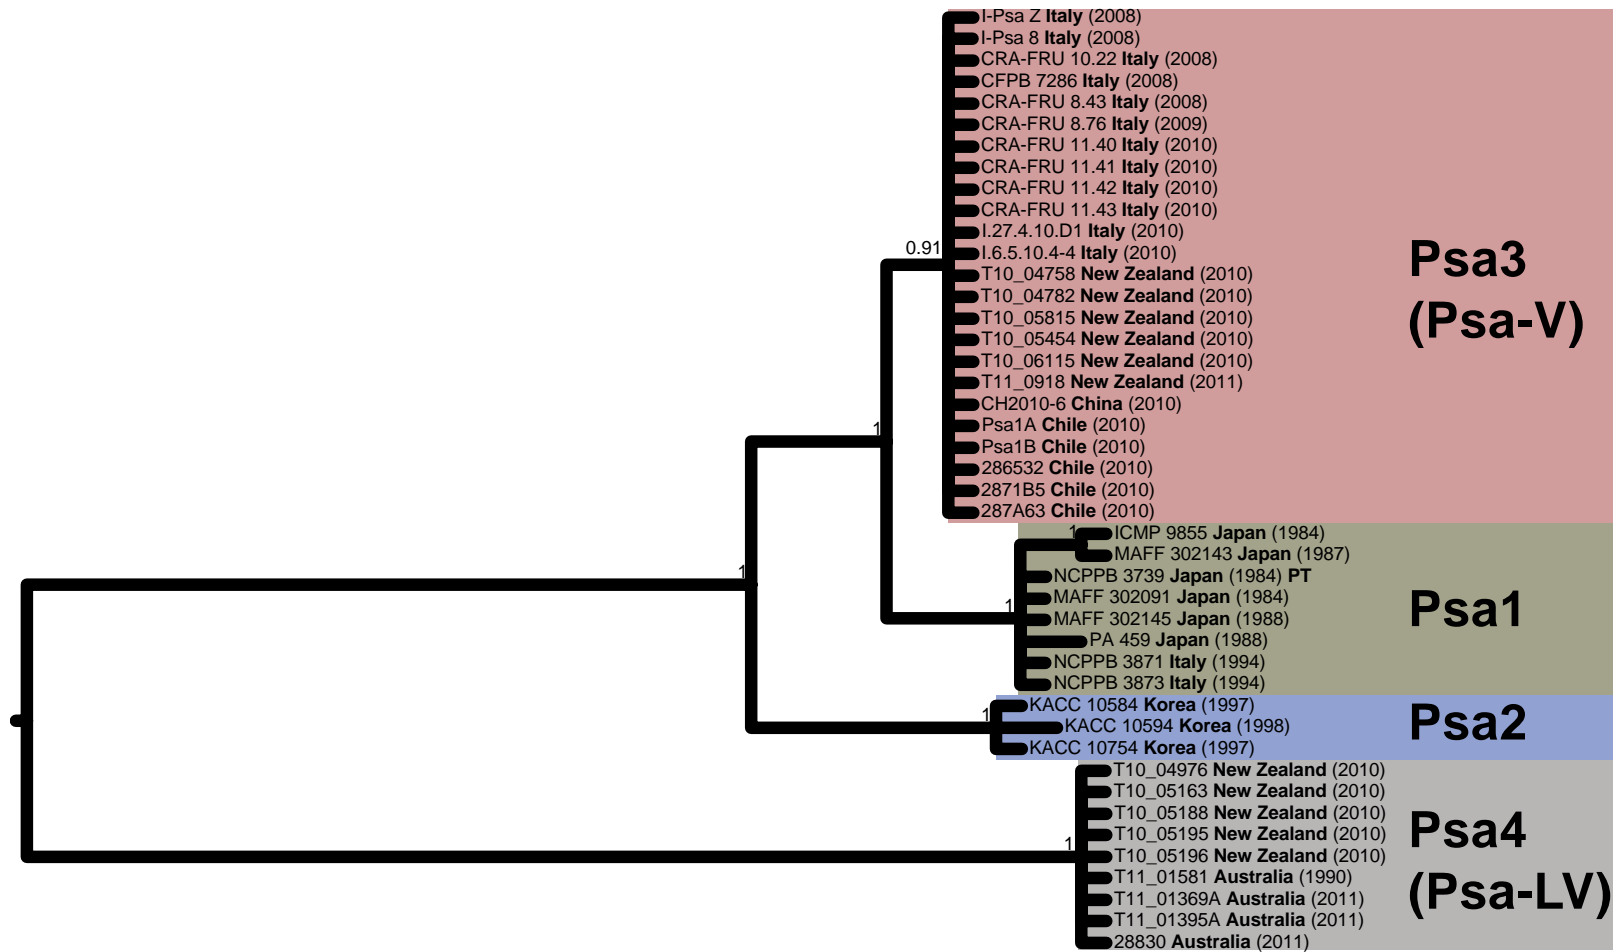 I-Psa Z Italy (2008)
I-Psa 8 Italy (2008)
CRA-FRU 10.22 Italy (2008)
CFPB 7286 Italy (2008)
CRA-FRU 8.43 Italy (2008)
CRA-FRU 8.76 Italy (2009)
CRA-FRU 11.40 Italy (2010)
CRA-FRU 11.41 Italy (2010)
CRA-FRU 11.42 Italy (2010)
CRA-FRU 11.43 Italy (2010)
I.27.4.10.D1 Italy (2010)
I.6.5.10.4-4 Italy (2010)
T10_04758 New Zealand (2010)
T10_04782 New Zealand (2010)
T10_05815 New Zealand (2010)
T10_05454 New Zealand (2010)
T10_06115 New Zealand (2010)
T11_0918 New Zealand (2011)
CH2010-6 China (2010)
Psa1A Chile (2010)
Psa1B Chile (2010)
286532 Chile (2010)
2871B5 Chile (2010)
287A63 Chile (2010)
0.91
1
Psa3
(Psa-V)
ICMP 9855 Japan (1984)
MAFF 302143 Japan (1987)
NCPPB 3739 Japan (1984) PT
MAFF 302091 Japan (1984)
MAFF 302145 Japan (1988)
PA 459 Japan (1988)
NCPPB 3871 Italy (1994)
NCPPB 3873 Italy (1994)
1
1
1
Psa1
KACC 10584 Korea (1997)
KACC 10594 Korea (1998)
KACC 10754 Korea (1997)
1
Psa2
T10_04976 New Zealand (2010)
T10_05163 New Zealand (2010)
T10_05188 New Zealand (2010)
T10_05195 New Zealand (2010)
T10_05196 New Zealand (2010)
T11_01581 Australia (1990)
T11_01369A Australia (2011)
T11_01395A Australia (2011)
28830 Australia (2011)
1
Psa4
(Psa-LV)